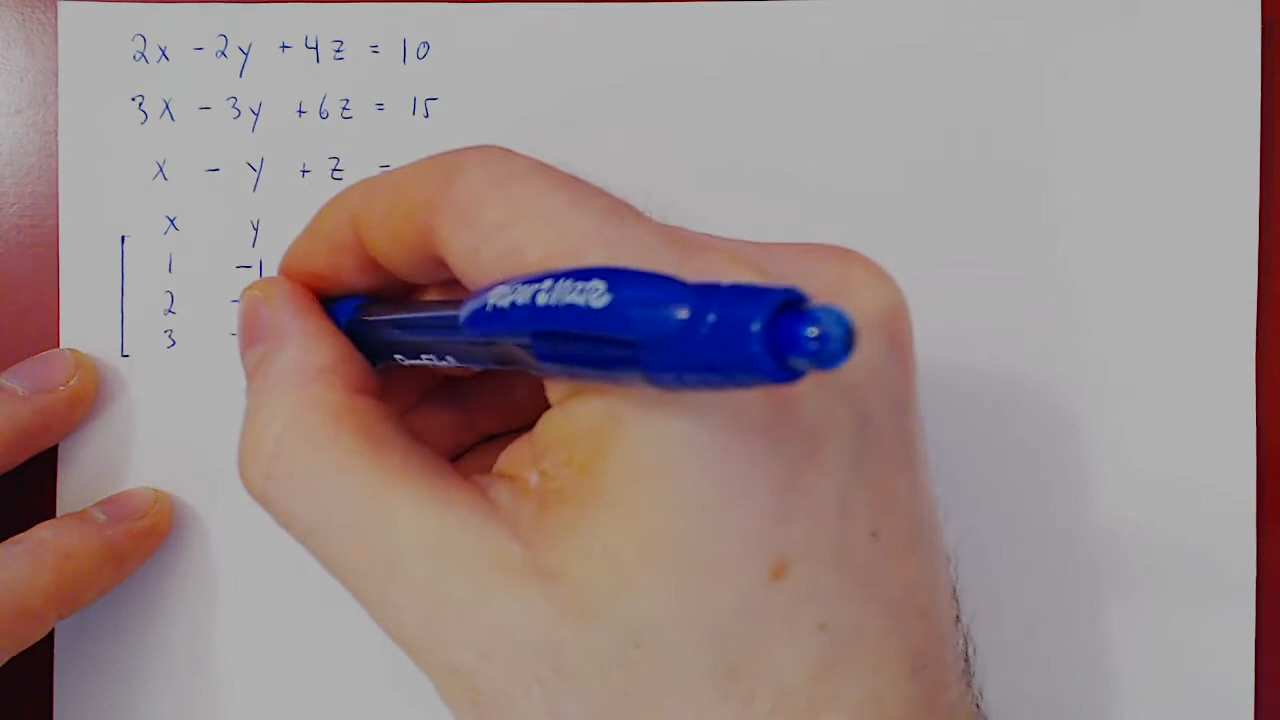 2x - 2y + 4z = 10
3x - 3y + 6z = 15
x - y + z =
x y
1 -1
2 -
3 -